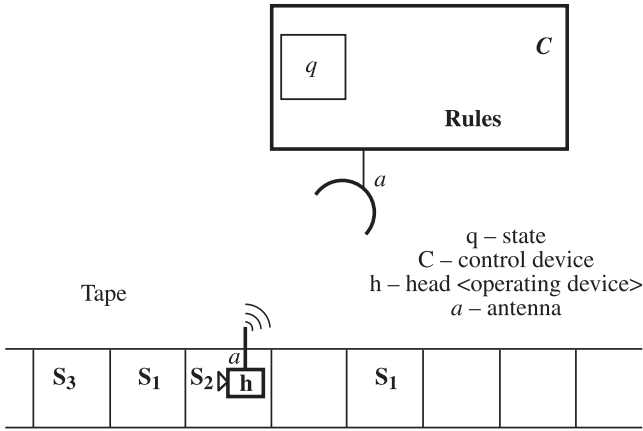 C
q
Rules
a
q – state
C – control device
h – head <operating device>
a – antenna
Tape
a
S₃ S₁ S₂ h S₁